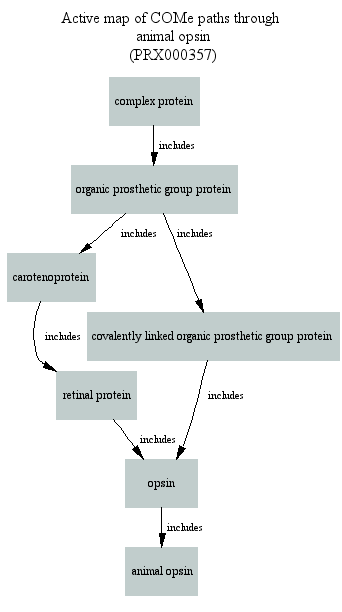 Active map of COMe paths through
animal opsin
(PRX000357)
complex protein
includes
organic prosthetic group protein
includes
includes
carotenoprotein
covalently linked organic prosthetic group protein
includes
retinal protein
includes
includes
opsin
includes
animal opsin